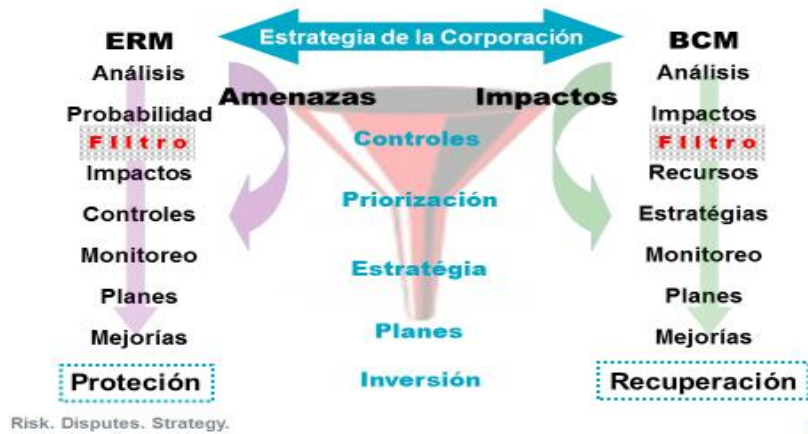 Estrategia de la Corporación
ERM
Análisis
Probabilidad
FIltro
Impactos
Controles
Monitoreo
Planes
Mejorías
Proteción
Amenazas
Impactos
Controles
Priorización
Estratégia
Planes
Inversión
BCM
Análisis
Impactos
FIltro
Recursos
Estratégias
Monitoreo
Planes
Mejorías
Recuperación
Risk. Disputes. Strategy.